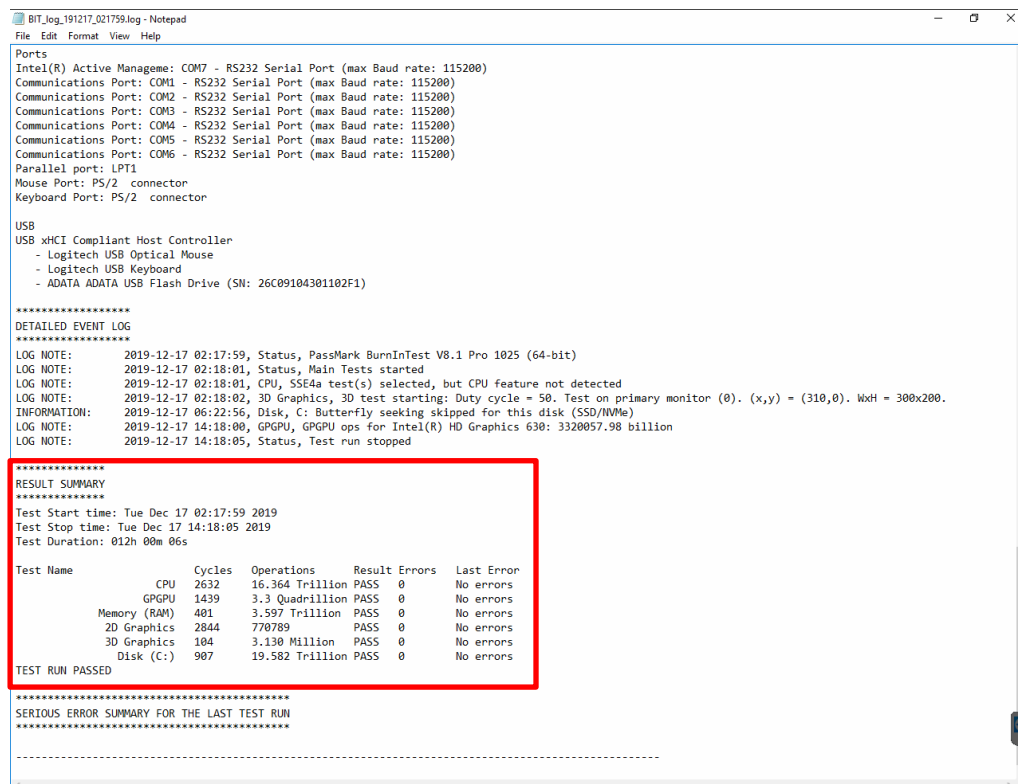 BIT_log_191217_021759.log - Notepad
File Edit Format View Help
Ports
Intel(R) Active Manageme: COM7 - RS232 Serial Port (max Baud rate: 115200)
Communications Port: COM1 - RS232 Serial Port (max Baud rate: 115200)
Communications Port: COM2 - RS232 Serial Port (max Baud rate: 115200)
Communications Port: COM3 - RS232 Serial Port (max Baud rate: 115200)
Communications Port: COM4 - RS232 Serial Port (max Baud rate: 115200)
Communications Port: COM5 - RS232 Serial Port (max Baud rate: 115200)
Communications Port: COM6 - RS232 Serial Port (max Baud rate: 115200)
Parallel port: LPT1
Mouse Port: PS/2  connector
Keyboard Port: PS/2  connector
USB
USB xHCI Compliant Host Controller
- Logitech USB Optical Mouse
- Logitech USB Keyboard
- ADATA ADATA USB Flash Drive (SN: 26C09104301102F1)
******************
DETAILED EVENT LOG
******************
LOG NOTE: 2019-12-17 02:17:59, Status, PassMark BurnInTest V8.1 Pro 1025 (64-bit)
LOG NOTE: 2019-12-17 02:18:01, Status, Main Tests started
LOG NOTE: 2019-12-17 02:18:01, CPU, SSE4a test(s) selected, but CPU feature not detected
LOG NOTE: 2019-12-17 02:18:02, 3D Graphics, 3D test starting: Duty cycle = 50. Test on primary monitor (0). (x,y) = (310,0). WxH = 300x200.
INFORMATION: 2019-12-17 06:22:56, Disk, C: Butterfly seeking skipped for this disk (SSD/NVMe)
LOG NOTE: 2019-12-17 14:18:00, GPGPU, GPGPU ops for Intel(R) HD Graphics 630: 3320057.98 billion
LOG NOTE: 2019-12-17 14:18:05, Status, Test run stopped
**************
RESULT SUMMARY
**************
Test Start time: Tue Dec 17 02:17:59 2019
Test Stop time: Tue Dec 17 14:18:05 2019
Test Duration: 012h 00m 06s
Test Name Cycles Operations Result Errors Last Error
CPU 2632 16.364 Trillion PASS 0 No errors
GPGPU 1439 3.3 Quadrillion PASS 0 No errors
Memory (RAM) 401 3.597 Trillion PASS 0 No errors
2D Graphics 2844 770789 PASS 0 No errors
3D Graphics 104 3.130 Million PASS 0 No errors
Disk (C:) 907 19.582 Trillion PASS 0 No errors
TEST RUN PASSED
*******************************************
SERIOUS ERROR SUMMARY FOR THE LAST TEST RUN
*******************************************
-----------------------------------------------------------------------------------------------------